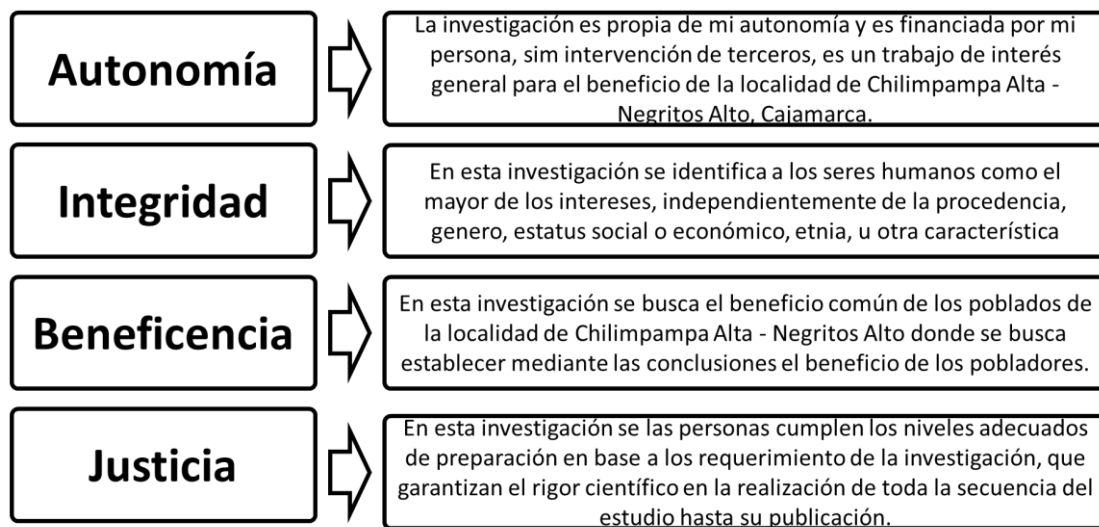 Autonomía
La investigación es propia de mi autonomía y es financiada por mi
persona, sim intervención de terceros, es un trabajo de interés
general para el beneficio de la localidad de Chilimpampa Alta -
Negritos Alto, Cajamarca.
Integridad
En esta investigación se identifica a los seres humanos como el
mayor de los intereses, independientemente de la procedencia,
genero, estatus social o económico, etnia, u otra característica
Beneficencia
En esta investigación se busca el beneficio común de los poblados de
la localidad de Chilimpampa Alta - Negritos Alto donde se busca
establecer mediante las conclusiones el beneficio de los pobladores.
Justicia
En esta investigación se las personas cumplen los niveles adecuados
de preparación en base a los requerimiento de la investigación, que
garantizan el rigor científico en la realización de toda la secuencia del
estudio hasta su publicación.